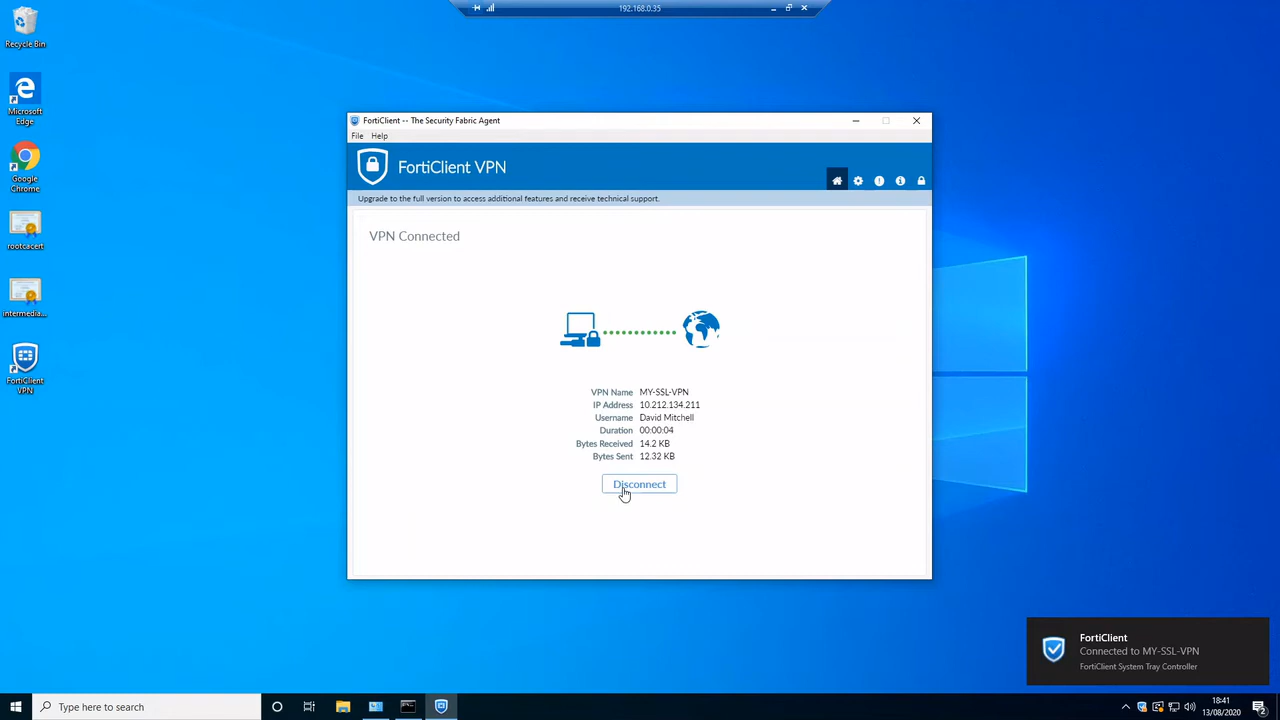 192.168.0.35
Recycle Bin
Microsoft
Edge
Google
Chrome
rootcacert
intermedia...
FortiClient
VPN
FortiClient -- The Security Fabric Agent
File Help
FortiClient VPN
Upgrade to the full version to access additional features and receive technical support.
VPN Connected
VPN Name MY-SSL-VPN
IP Address 10.212.134.211
Username David Mitchell
Duration 00:00:04
Bytes Received 14.2 KB
Bytes Sent 12.32 KB
Disconnect
FortiClient
Connected to MY-SSL-VPN
FortiClient System Tray Controller
Type here to search
18:41
13/08/2020
2